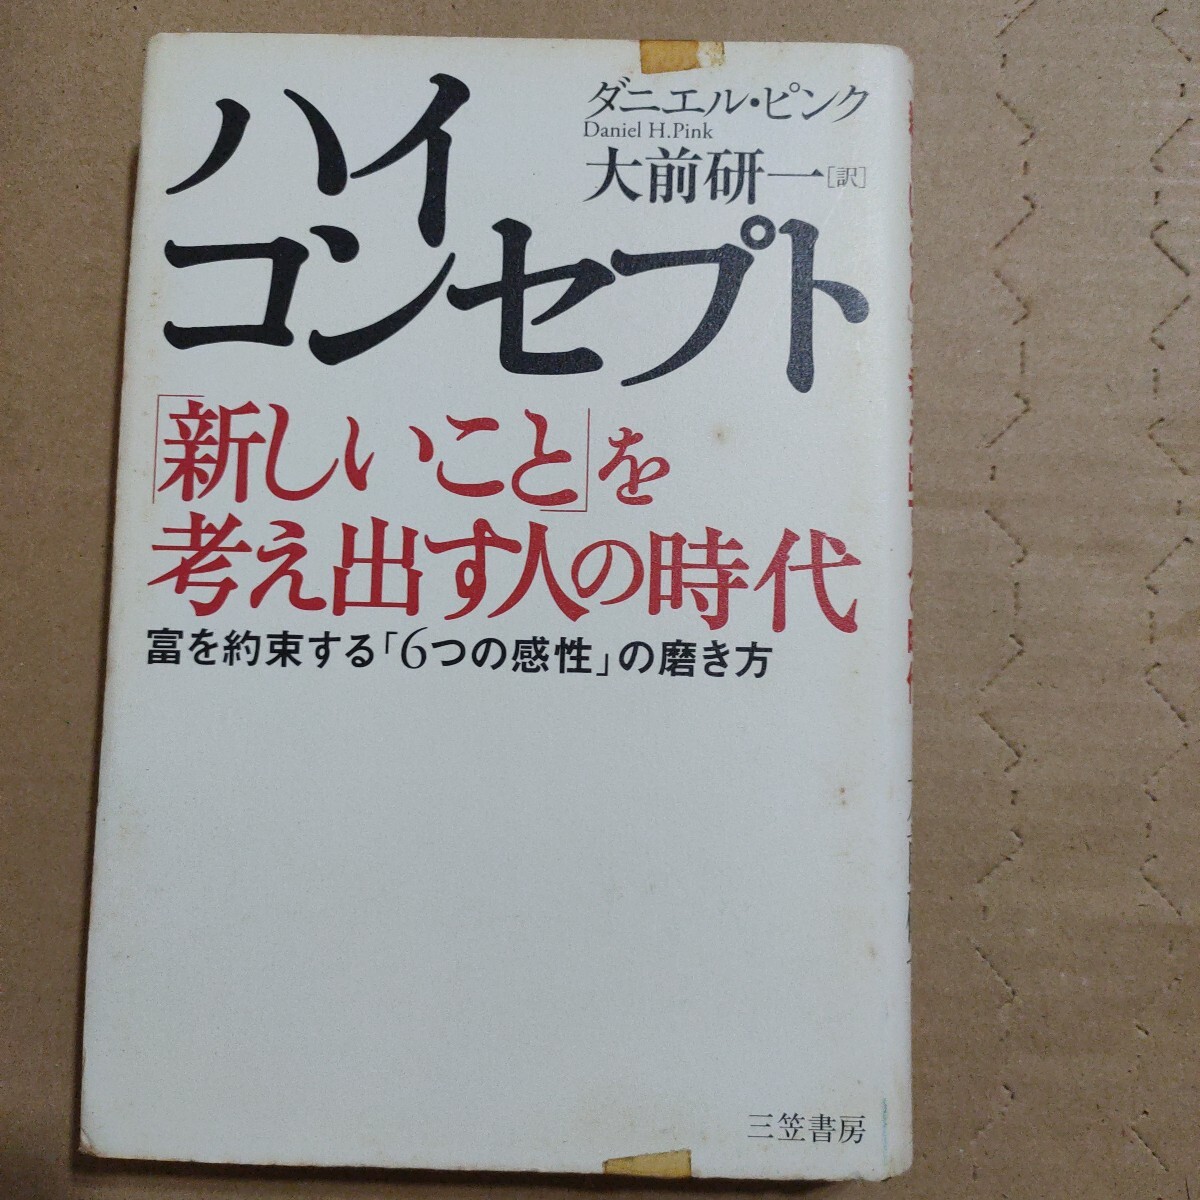 ハイ
コンセプト
ダニエル・ピンク
Daniel H.Pink
大前研一[訳]
「新しいこと」を
考え出す人の時代
富を約束する「6つの感性」の磨き方
三笠書房